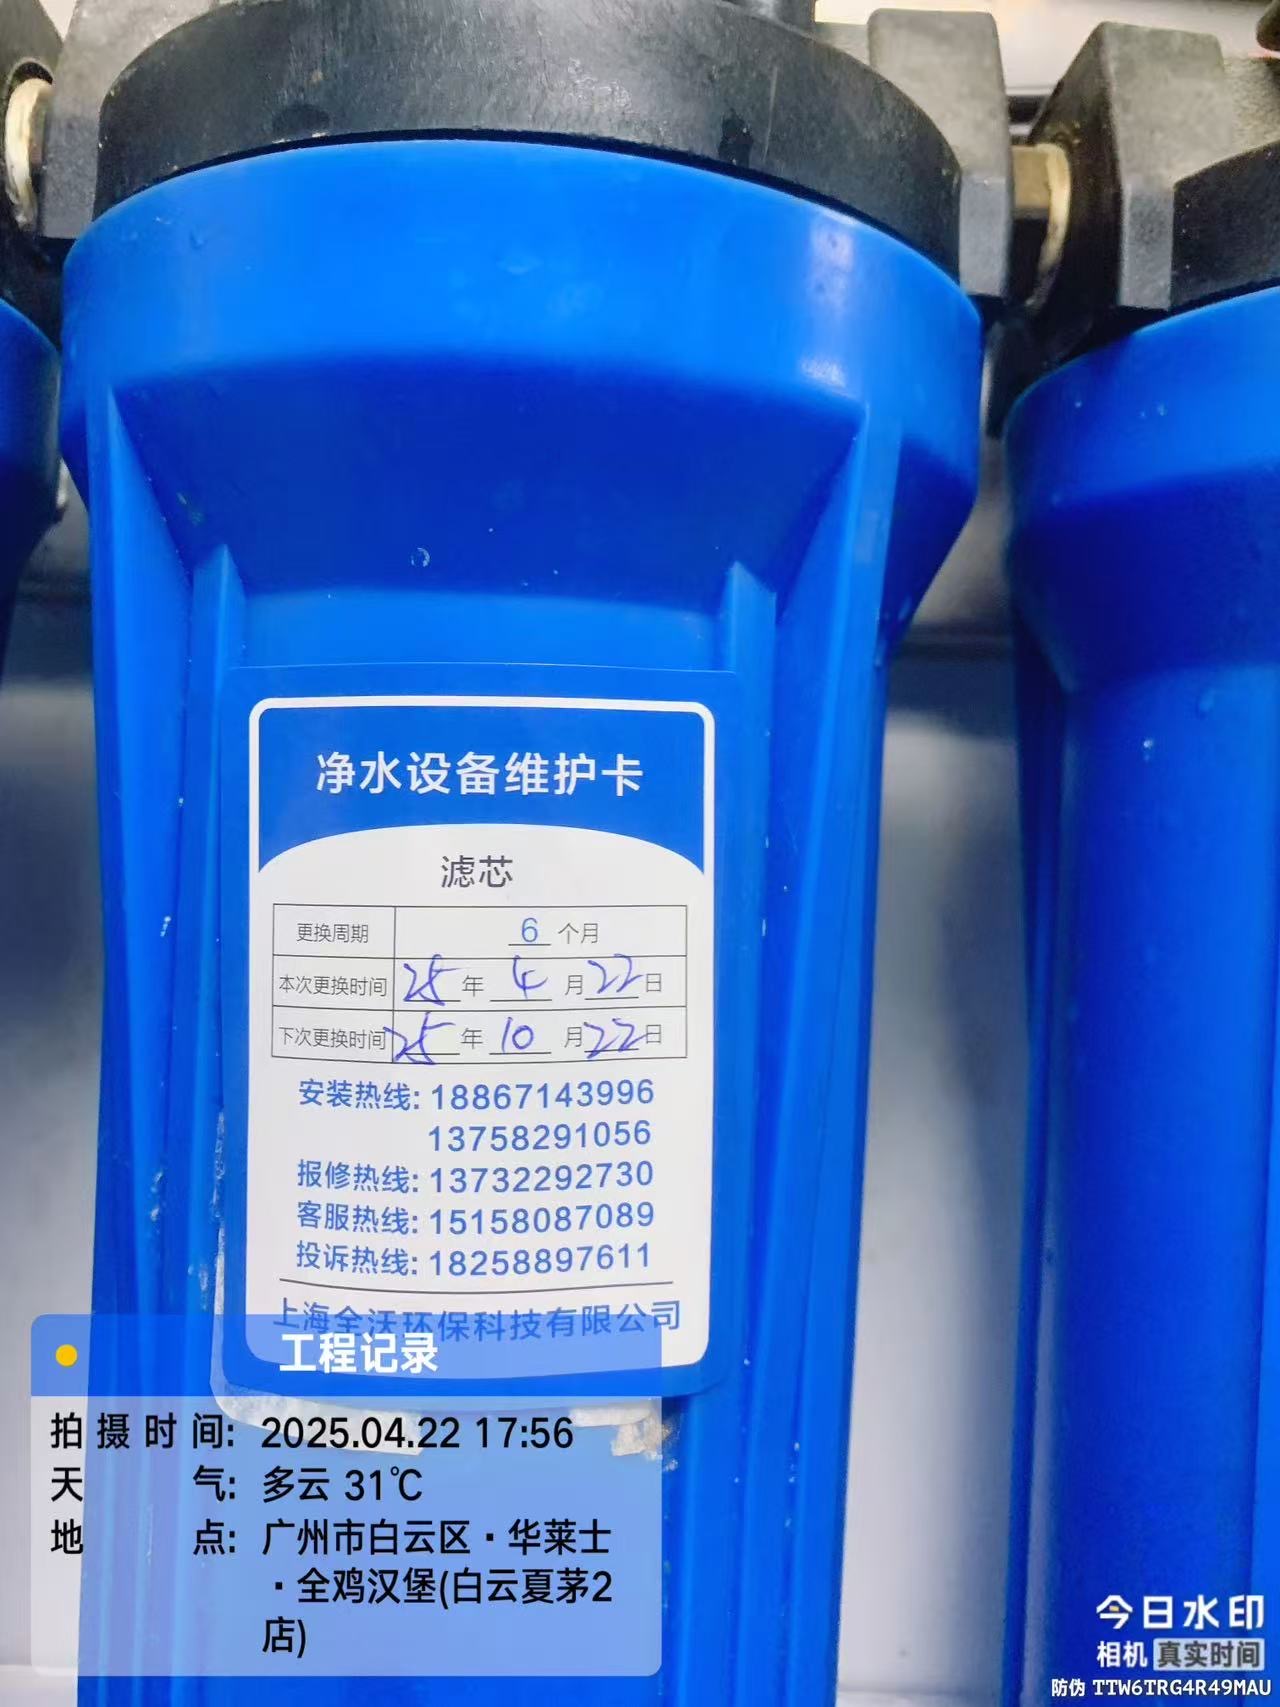 净水设备维护卡
滤芯
更换周期 6 个月
本次更换时间 25 年 4 月 22 日
下次更换时间 25 年 10 月 22 日
安装热线: 18867143996
13758291056
报修热线: 13732292730
客服热线: 15158087089
投诉热线: 18258897611
上海全沃环保科技有限公司
工程记录
拍摄时间: 2025.04.22 17:56
天气: 多云 31℃
地点: 广州市白云区·华莱士
·全鸡汉堡(白云夏茅2
店)
今日水印
相机 真实时间
防伪 TTW6TRG4R49MAU